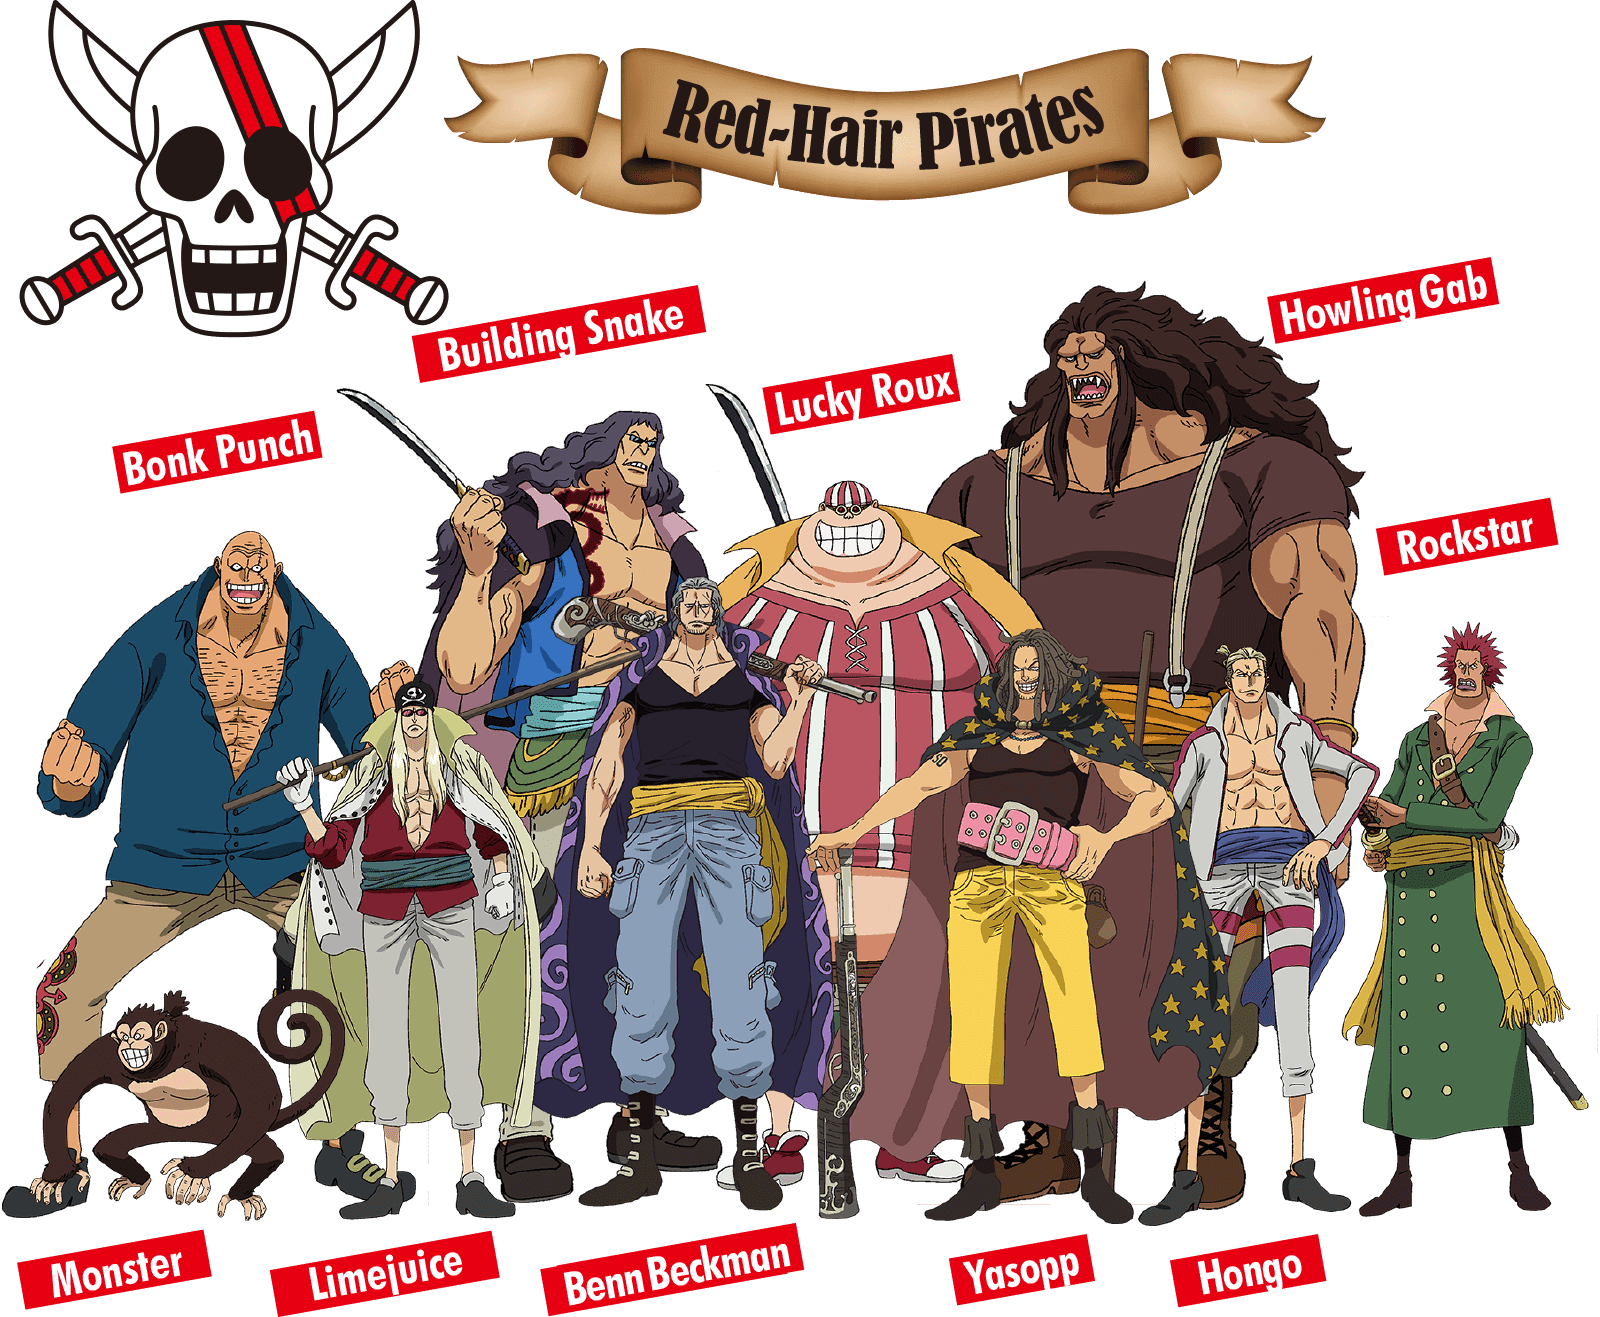 Red-Hair Pirates
Building Snake
Howling Gab
Lucky Roux
Bonk Punch
Rockstar
Monster
Limejuice
Benn Beckman
Yasopp
Hongo